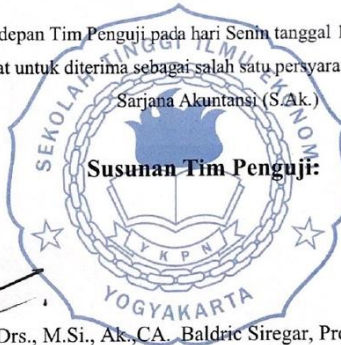 depan Tim Penguji pada hari Senin tanggal 1
at untuk diterima sebagai salah satu persyara
Sarjana Akuntansi (S.Ak.)
SEKOLAH TINGGI ILMU EKONOMI
Susunan Tim Penguji:
YKPN
YOGYAKARTA
Drs., M.Si., Ak.,CA. Baldric Siregar, Pro